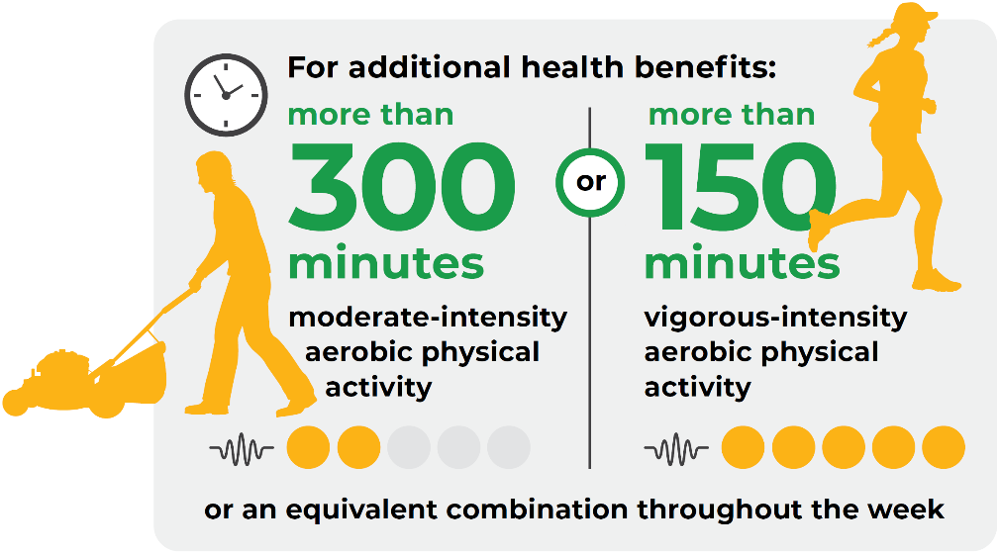 For additional health benefits:
more than
300
minutes
moderate-intensity
aerobic physical
activity
or
more than
150
minutes
vigorous-intensity
aerobic physical
activity
or an equivalent combination throughout the week